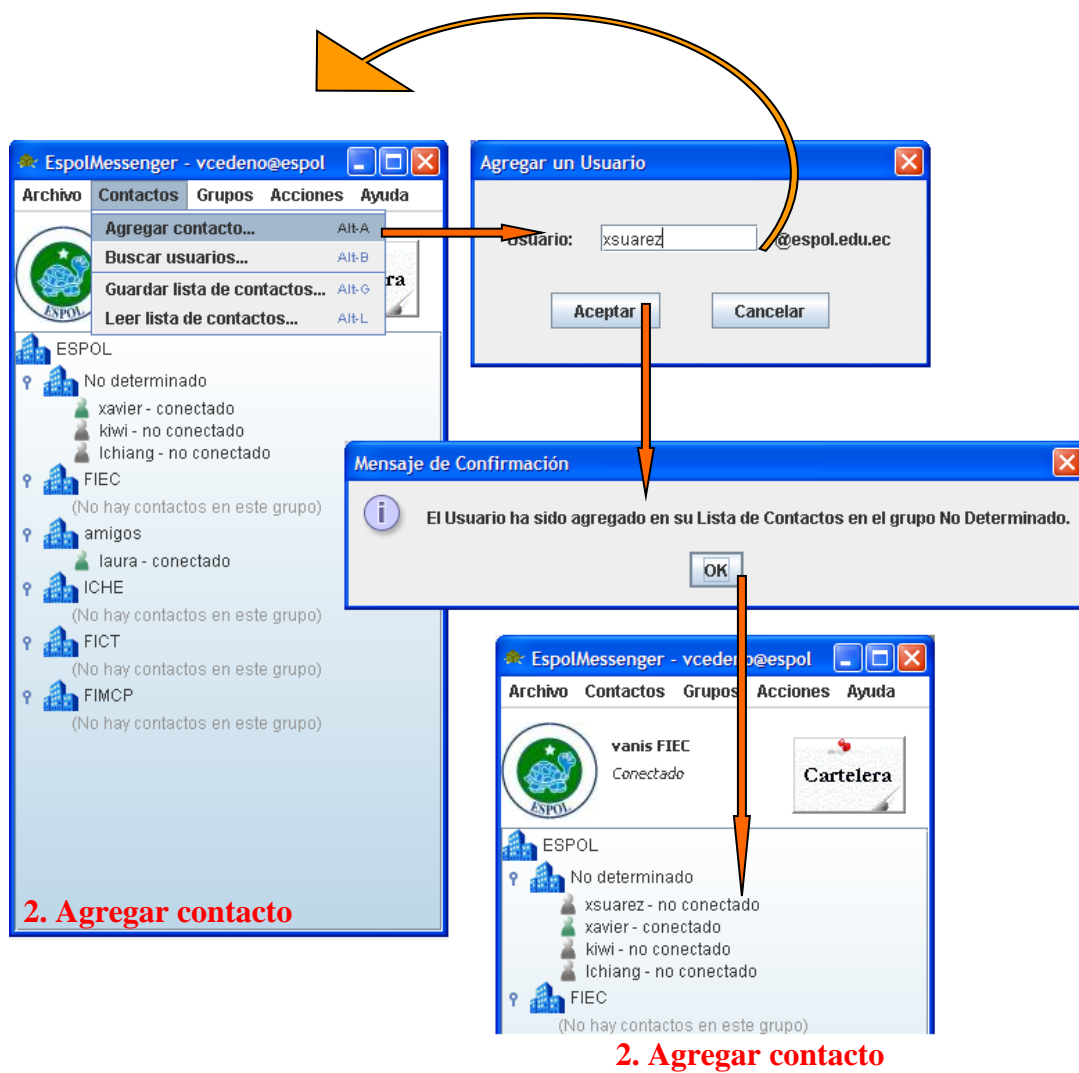 EspolMessenger - vcedeno@espol
Archivo Contactos Grupos Acciones Ayuda
Agregar contacto... Alt-A
Buscar usuarios... Alt-B
Guardar lista de contactos... Alt-G
Leer lista de contactos... Alt-L
ESPOL
ra
ESPOL
No determinado
xavier - conectado
kiwi - no conectado
lchiang - no conectado
FIEC
(No hay contactos en este grupo)
amigos
laura - conectado
ICHE
(No hay contactos en este grupo)
FICT
(No hay contactos en este grupo)
FIMCP
(No hay contactos en este grupo)
2. Agregar contacto
Agregar un Usuario
Usuario: xsuarez @espol.edu.ec
Aceptar Cancelar
Mensaje de Confirmación
El Usuario ha sido agregado en su Lista de Contactos en el grupo No Determinado.
OK
EspolMessenger - vcedeno@espol
Archivo Contactos Grupos Acciones Ayuda
vanis FIEC
Conectado
Cartelera
ESPOL
ESPOL
No determinado
xsuarez - no conectado
xavier - conectado
kiwi - no conectado
lchiang - no conectado
FIEC
(No hay contactos en este grupo)
2. Agregar contacto